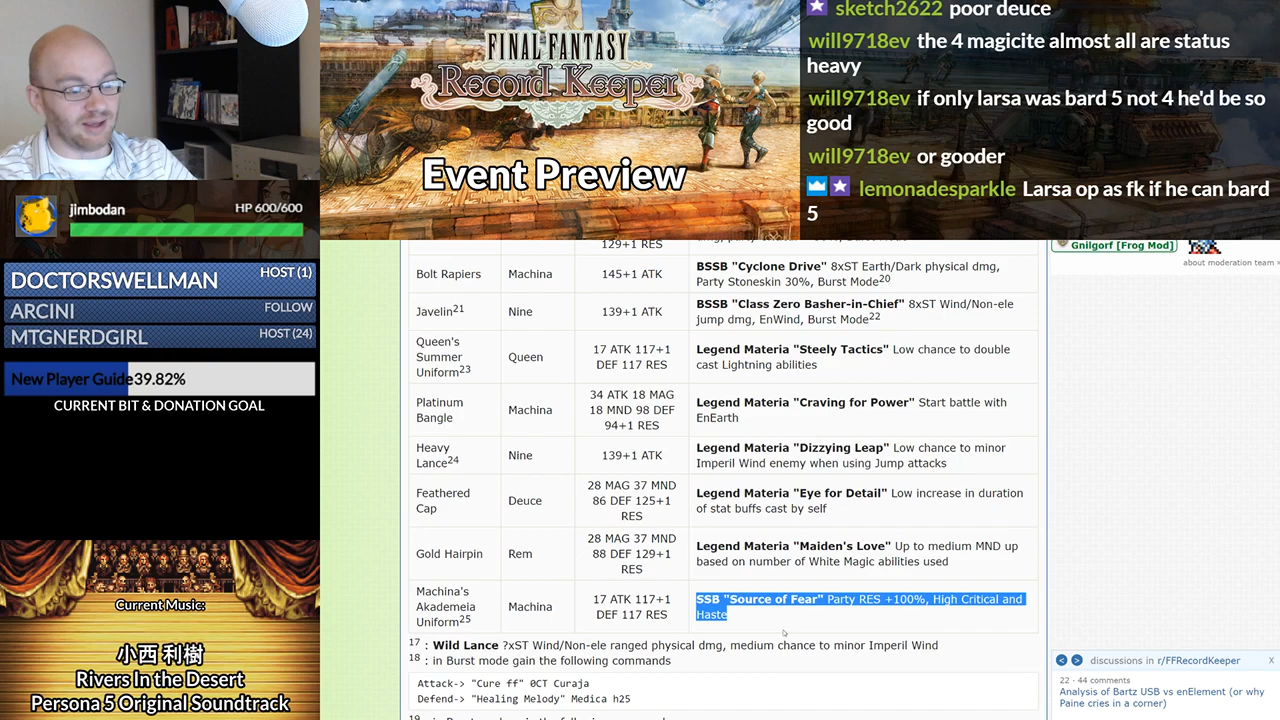 FINAL FANTASY
Record Keeper
Event Preview
sketch2622 poor deuce
will9718ev the 4 magicite almost all are status
heavy
will9718ev if only larsa was bard 5 not 4 he'd be so
good
will9718ev or gooder
lemonadesparkle Larsa op as fk if he can bard
5
jimbodan
HP 600/600
DOCTORSWELLMAN HOST (1)
ARCINI FOLLOW
MTGNERDGIRL HOST (24)
New Player Guide39.82%
CURRENT BIT & DONATION GOAL
Current Music:
小西 利樹
Rivers In the Desert
Persona 5 Original Soundtrack
129+1 RES
Bolt Rapiers
Machina
145+1 ATK
BSSB "Cyclone Drive" 8xST Earth/Dark physical dmg,
Party Stoneskin 30%, Burst Mode20
Javelin21
Nine
139+1 ATK
BSSB "Class Zero Basher-in-Chief" 8xST Wind/Non-ele
jump dmg, EnWind, Burst Mode22
Queen's
Summer
Uniform23
Queen
17 ATK 117+1
DEF 117 RES
Legend Materia "Steely Tactics" Low chance to double
cast Lightning abilities
Platinum
Bangle
Machina
34 ATK 18 MAG
18 MND 98 DEF
94+1 RES
Legend Materia "Craving for Power" Start battle with
EnEarth
Heavy
Lance24
Nine
139+1 ATK
Legend Materia "Dizzying Leap" Low chance to minor
Imperil Wind enemy when using Jump attacks
Feathered
Cap
Deuce
28 MAG 37 MND
86 DEF 125+1
RES
Legend Materia "Eye for Detail" Low increase in duration
of stat buffs cast by self
Gold Hairpin
Rem
28 MAG 37 MND
88 DEF 129+1
RES
Legend Materia "Maiden's Love" Up to medium MND up
based on number of White Magic abilities used
Machina's
Akademeia
Uniform25
Machina
17 ATK 117+1
DEF 117 RES
SSB "Source of Fear" Party RES +100%, High Critical and
Haste
17 : Wild Lance ?xST Wind/Non-ele ranged physical dmg, medium chance to minor Imperil Wind
18 : in Burst mode gain the following commands
Attack-> "Cure ff" 0CT Curaja
Defend-> "Healing Melody" Medica h25
Gnilgorf [Frog Mod]
about moderation team »
discussions in r/FFRecordKeeper X
22 · 44 comments
Analysis of Bartz USB vs enElement (or why
Paine cries in a corner)